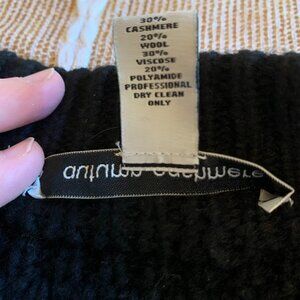 30%
CASHMERE
20%
WOOL
30%
VISCOSE
20%
POLYAMIDE
PROFESSIONAL
DRY CLEAN
ONLY
autumn cashmere